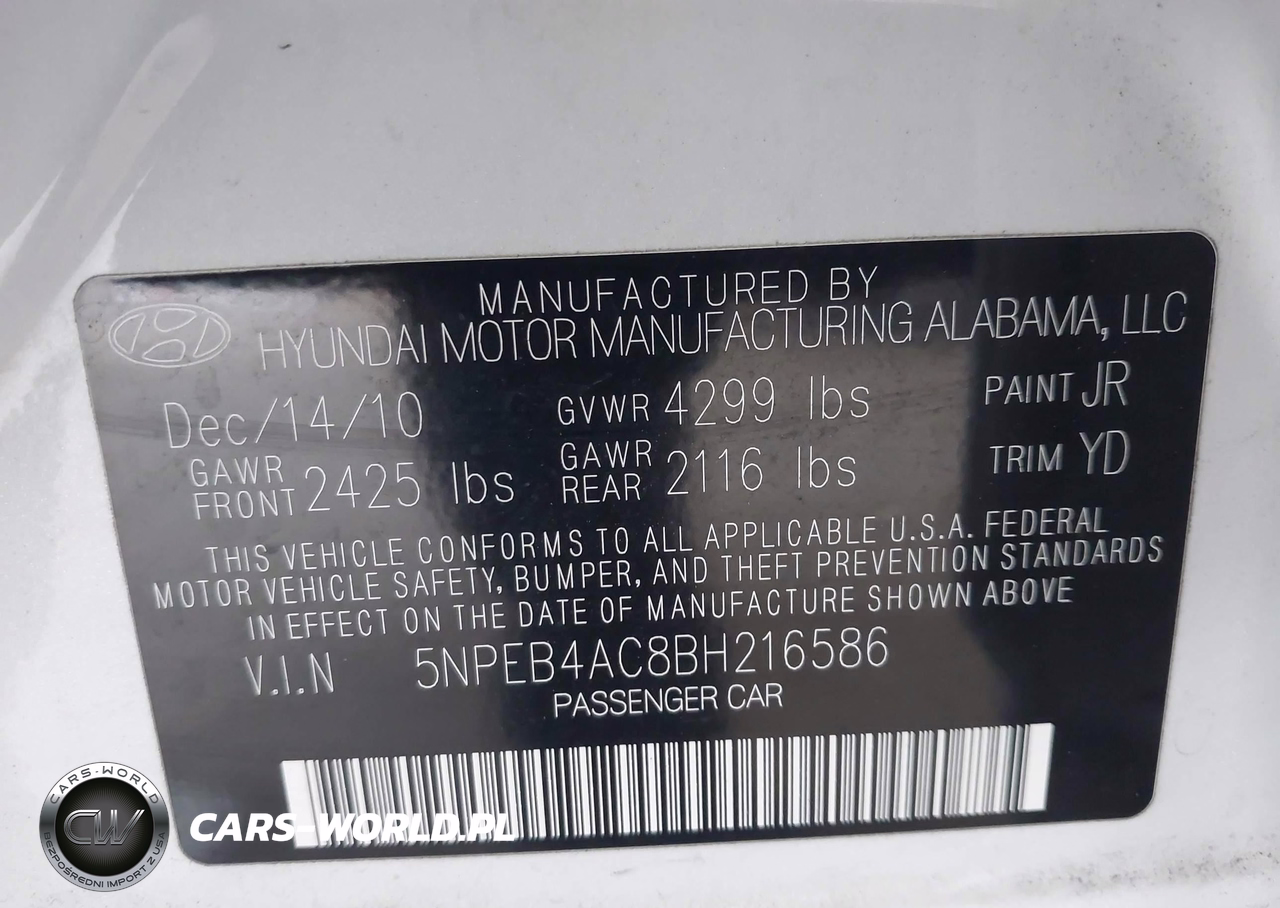 MANUFACTURED BY
HYUNDAI MOTOR MANUFACTURING ALABAMA, LLC
Dec/14/10 GVWR 4299 lbs PAINT JR
GAWR FRONT 2425 lbs GAWR REAR 2116 lbs TRIM YD
THIS VEHICLE CONFORMS TO ALL APPLICABLE U.S.A. FEDERAL
MOTOR VEHICLE SAFETY, BUMPER, AND THEFT PREVENTION STANDARDS
IN EFFECT ON THE DATE OF MANUFACTURE SHOWN ABOVE
V.I.N 5NPEB4AC8BH216586
PASSENGER CAR
CARS-WORLD
CW
BEZPOŚREDNI IMPORT Z USA
CARS-WORLD.PL